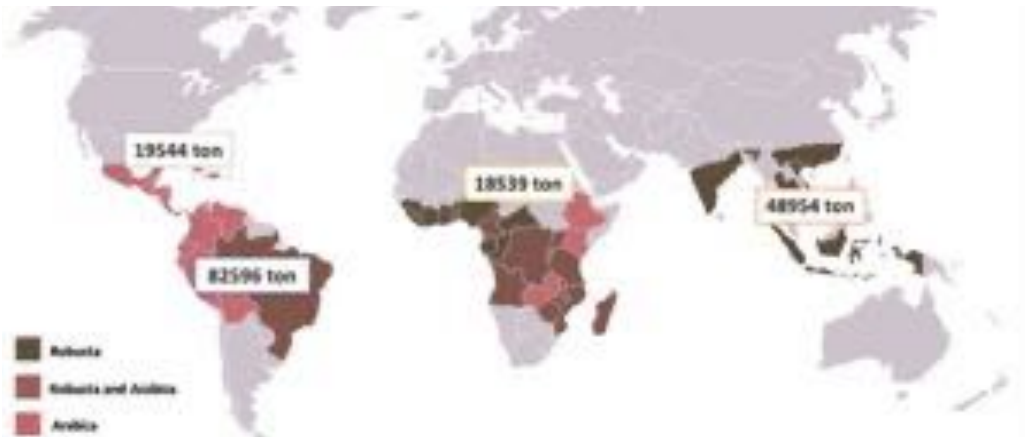 19544 ton
18539 ton
48954 ton
82596 ton
Robusta
Robusta and Arabica
Arabica